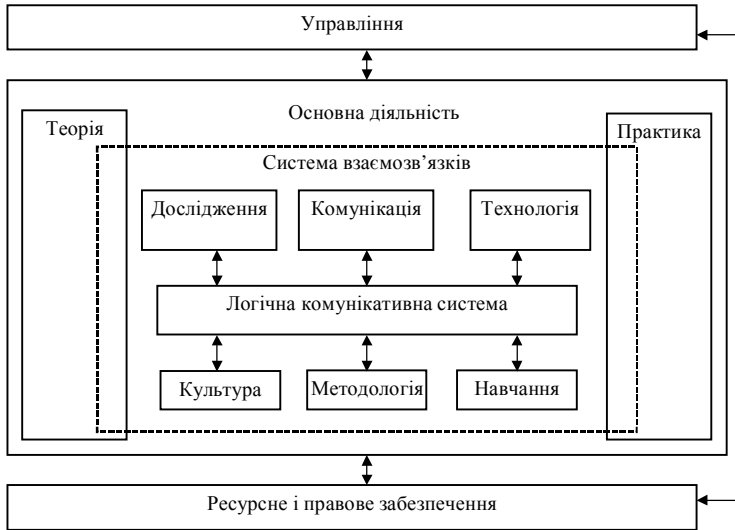 Управління
Основна діяльність
Теорія
Практика
Система взаємозв’язків
Дослідження
Комунікація
Технологія
Логічна комунікативна система
Культура
Методологія
Навчання
Ресурсне і правове забезпечення